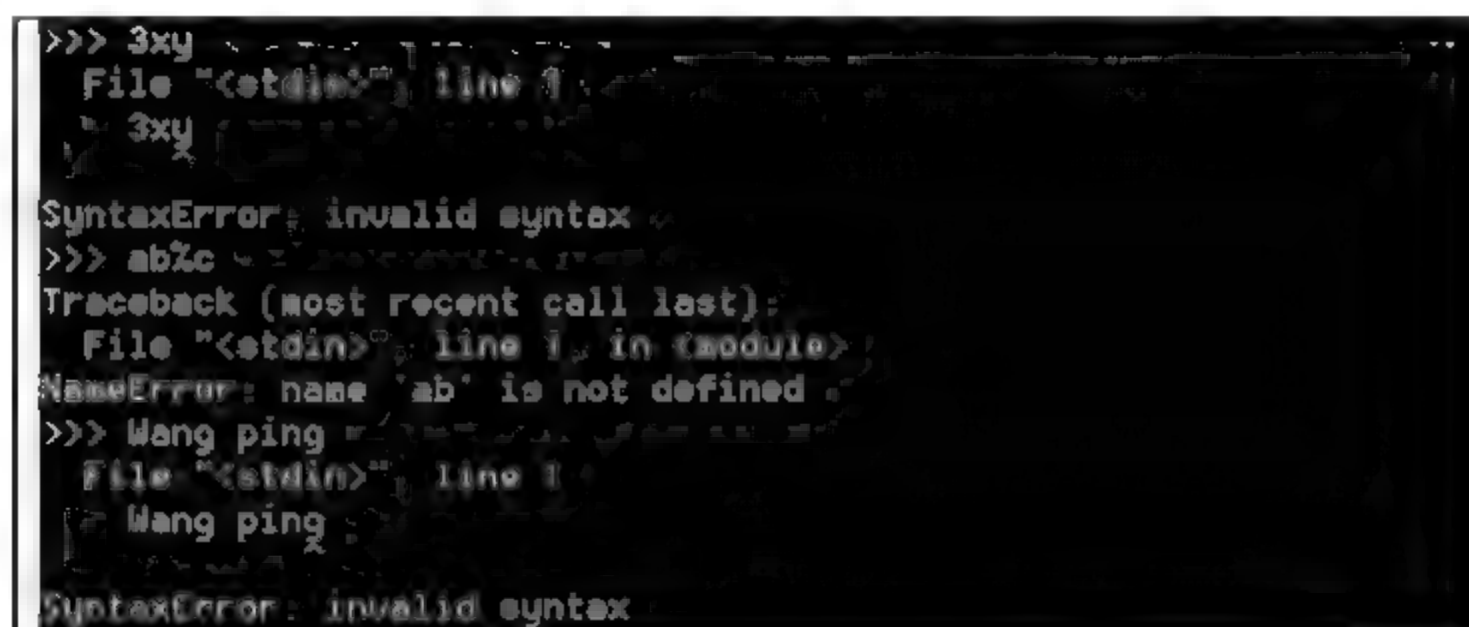 >>> 3xy
File "<stdin>", line 1
3xy
^
SyntaxError: invalid syntax
>>> ab%c
Traceback (most recent call last):
File "<stdin>", line 1, in <module>
NameError: name 'ab' is not defined
>>> Wang ping
File "<stdin>", line 1
Wang ping
^
SyntaxError: invalid syntax